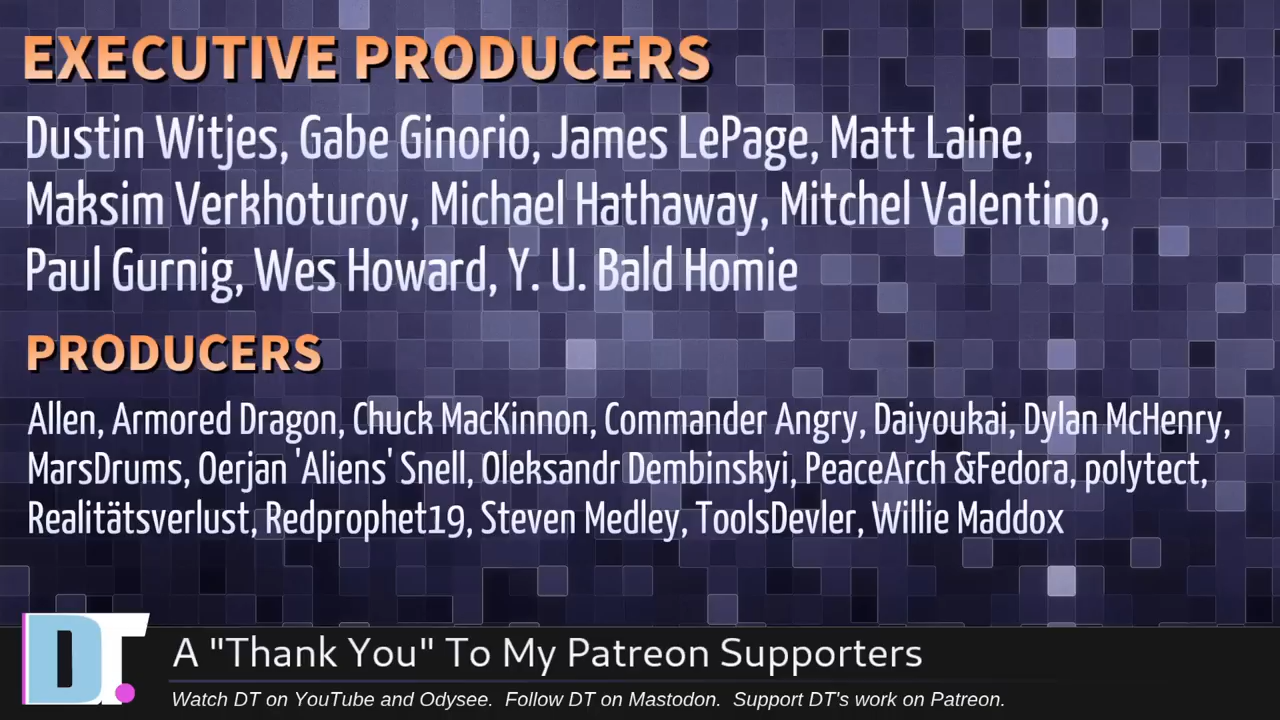 EXECUTIVE PRODUCERS
Dustin Witjes, Gabe Ginorio, James LePage, Matt Laine,
Maksim Verkhoturov, Michael Hathaway, Mitchel Valentino,
Paul Gurnig, Wes Howard, Y. U. Bald Homie
PRODUCERS
Allen, Armored Dragon, Chuck MacKinnon, Commander Angry, Daiyoukai, Dylan McHenry,
MarsDrums, Oerjan 'Aliens' Snell, Oleksandr Dembinskyi, PeaceArch &Fedora, polytect,
Realitätsverlust, Redprophet19, Steven Medley, ToolsDevler, Willie Maddox
DT.
A "Thank You" To My Patreon Supporters
Watch DT on YouTube and Odysee. Follow DT on Mastodon. Support DT's work on Patreon.